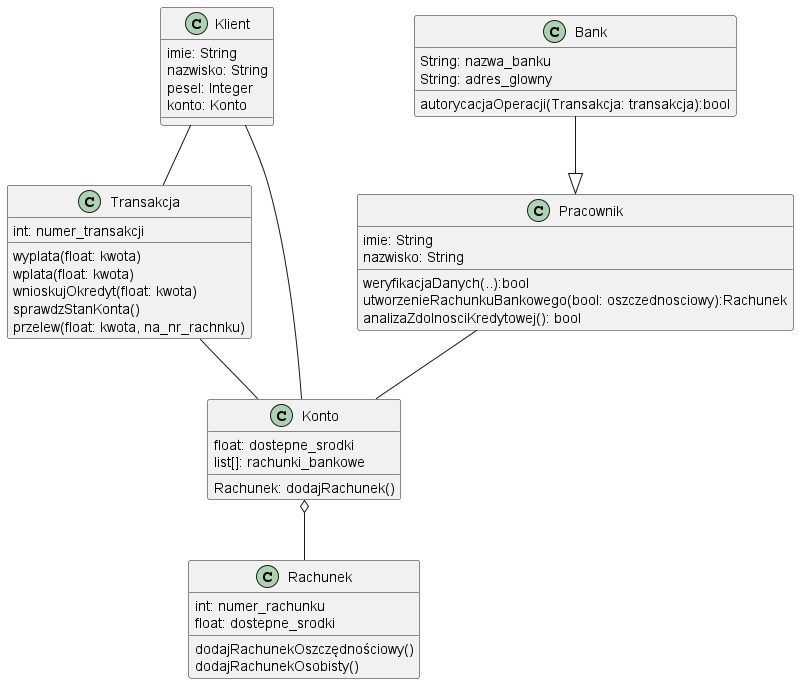 C Klient
imie: String
nazwisko: String
pesel: Integer
konto: Konto
C Bank
String: nazwa_banku
String: adres_glowny
autorycacjaOperacji(Transakcja: transakcja):bool
C Transakcja
int: numer_transakcji
wyplata(float: kwota)
wplata(float: kwota)
wnioskujOkredyt(float: kwota)
sprawdzStanKonta()
przelew(float: kwota, na_nr_rachnku)
C Pracownik
imie: String
nazwisko: String
weryfikacjaDanych(..):bool
utworzenieRachunkuBankowego(bool: oszczednosciowy):Rachunek
analizaZdolnosciKredytowej(): bool
C Konto
float: dostepne_srodki
list[]: rachunki_bankowe
Rachunek: dodajRachunek()
C Rachunek
int: numer_rachunku
float: dostepne_srodki
dodajRachunekOszczędnościowy()
dodajRachunekOsobisty()